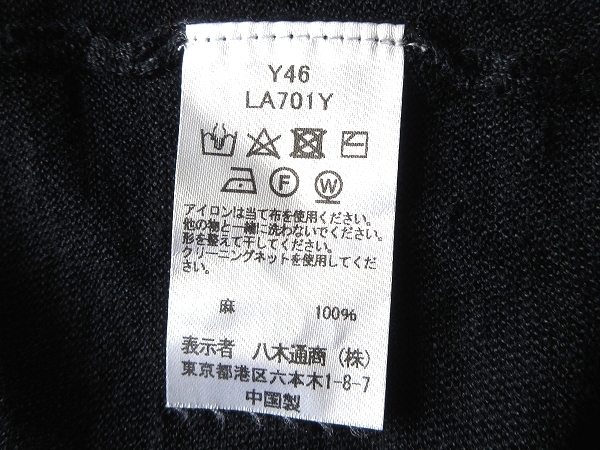 Y46
LA701Y
F
W
アイロンは当て布を使用ください。
他の物と一緒に洗わないでください。
形を整えて干してください。
クリーニングネットを使用してくだ
さい。
麻 100%
表示者 八木通商(株)
東京都港区六本木1-8-7
中国製